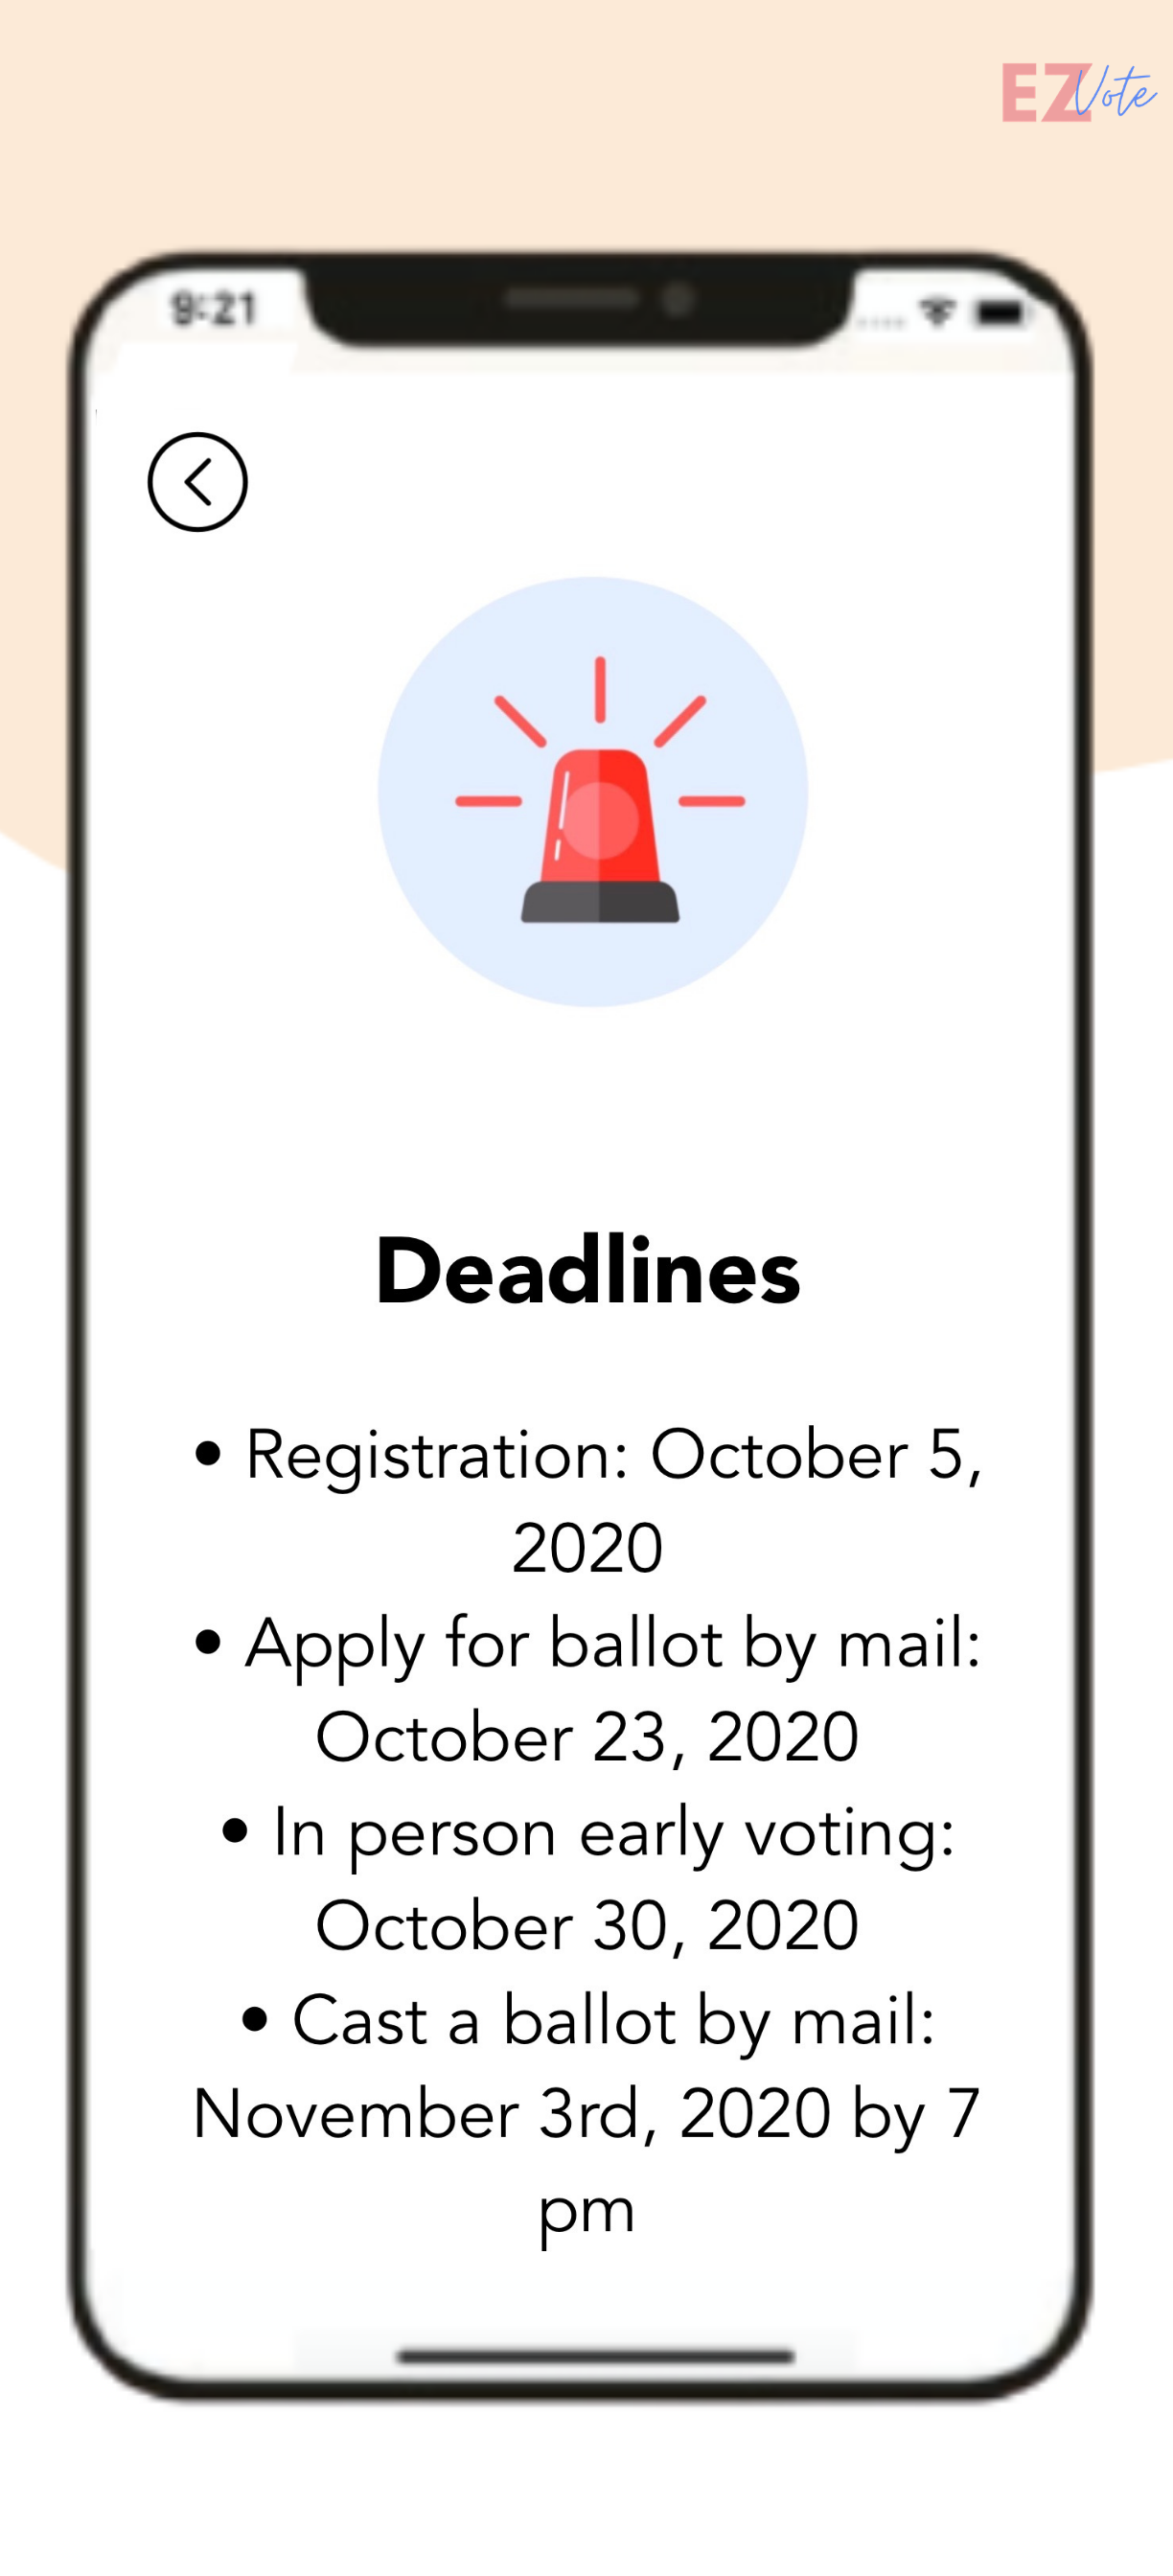 EZVote
9:21
Deadlines
• Registration: October 5,
2020
• Apply for ballot by mail:
October 23, 2020
• In person early voting:
October 30, 2020
• Cast a ballot by mail:
November 3rd, 2020 by 7
pm